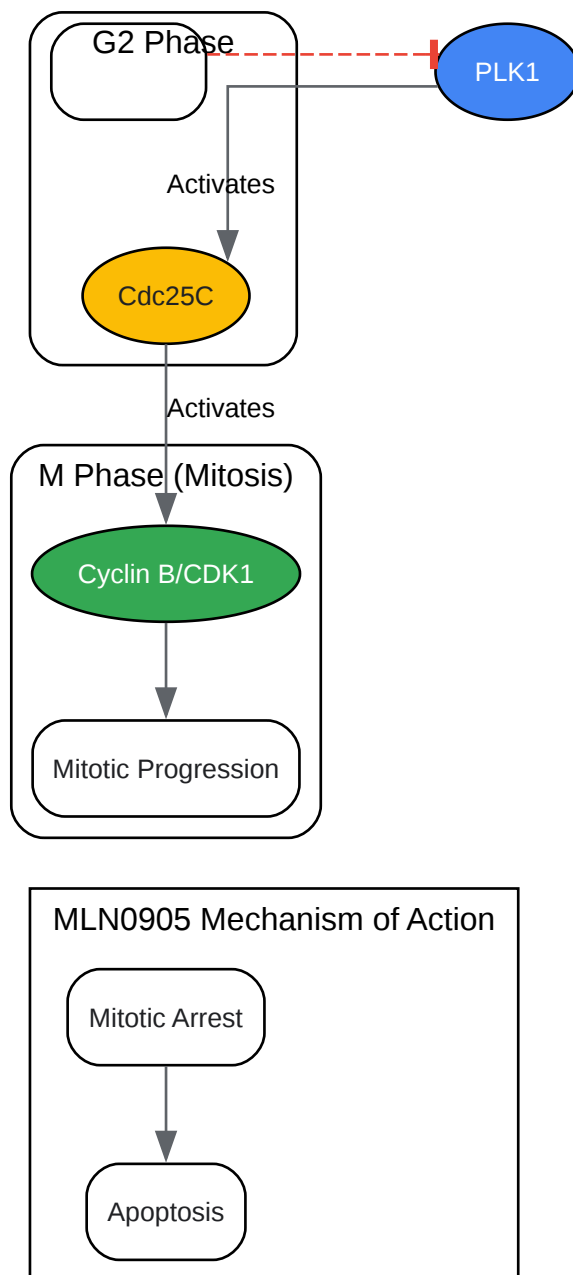 G2 Phase
PLK1
Activates
Cdc25C
Activates
M Phase (Mitosis)
Cyclin B/CDK1
Mitotic Progression
MLN0905 Mechanism of Action
Mitotic Arrest
Apoptosis